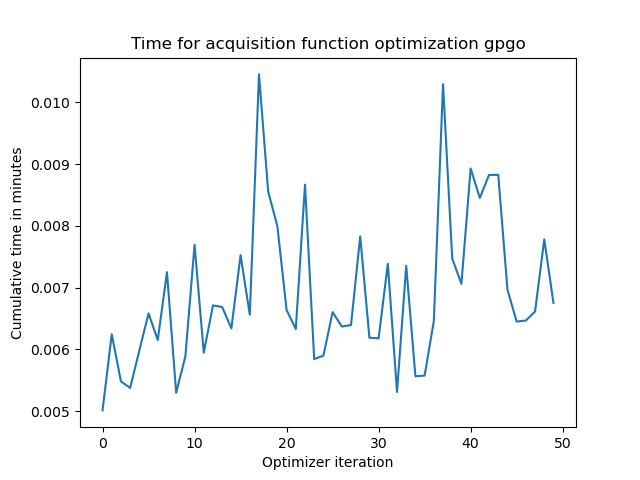 Time for acquisition function optimization gpgo
Cumulative time in minutes
0.010
0.009
0.008
0.007
0.006
0.005
0 10 20 30 40 50
Optimizer iteration